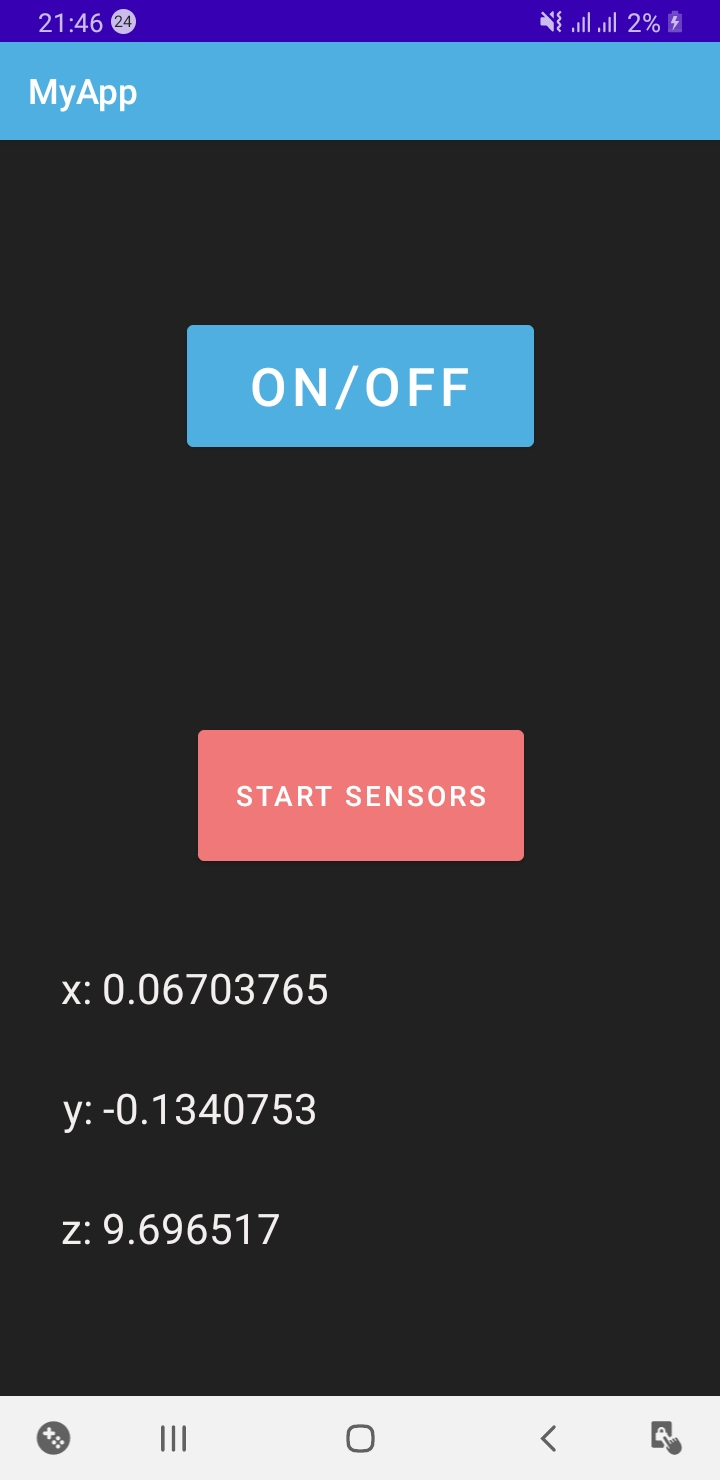 21:46 24 2%
MyApp
ON/OFF
START SENSORS
x: 0.06703765
y: -0.1340753
z: 9.696517